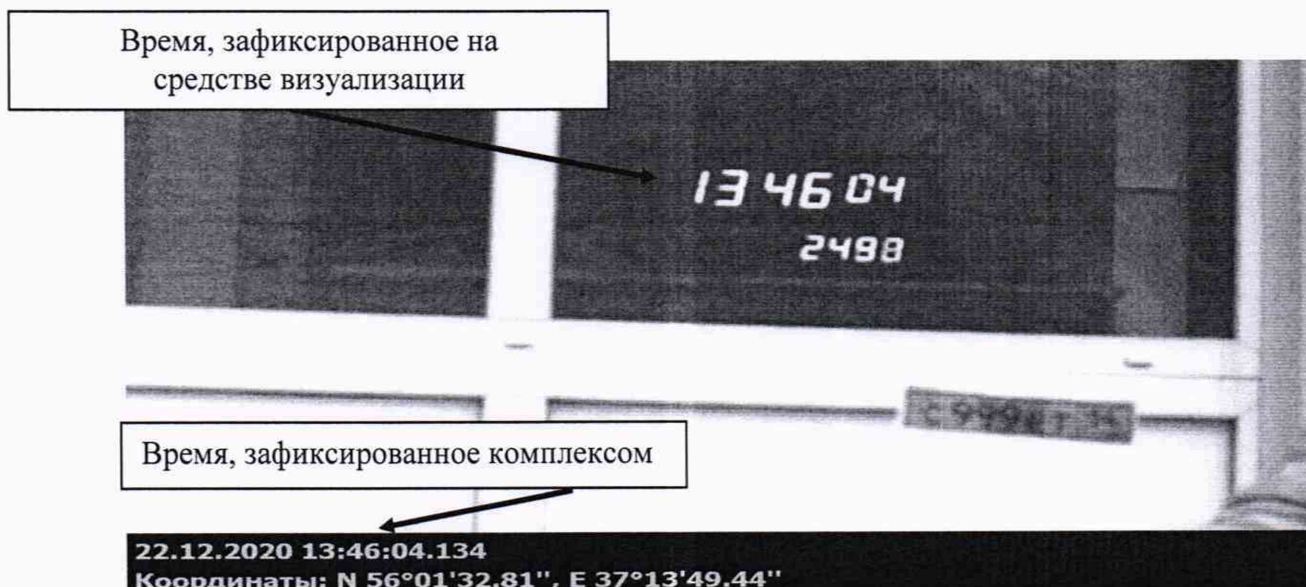 Время, зафиксированное на
средстве визуализации
13 46 04
2498
Время, зафиксированное комплексом
22.12.2020 13:46:04.134
Координаты: N 56°01'32.81'', E 37°13'49.44''